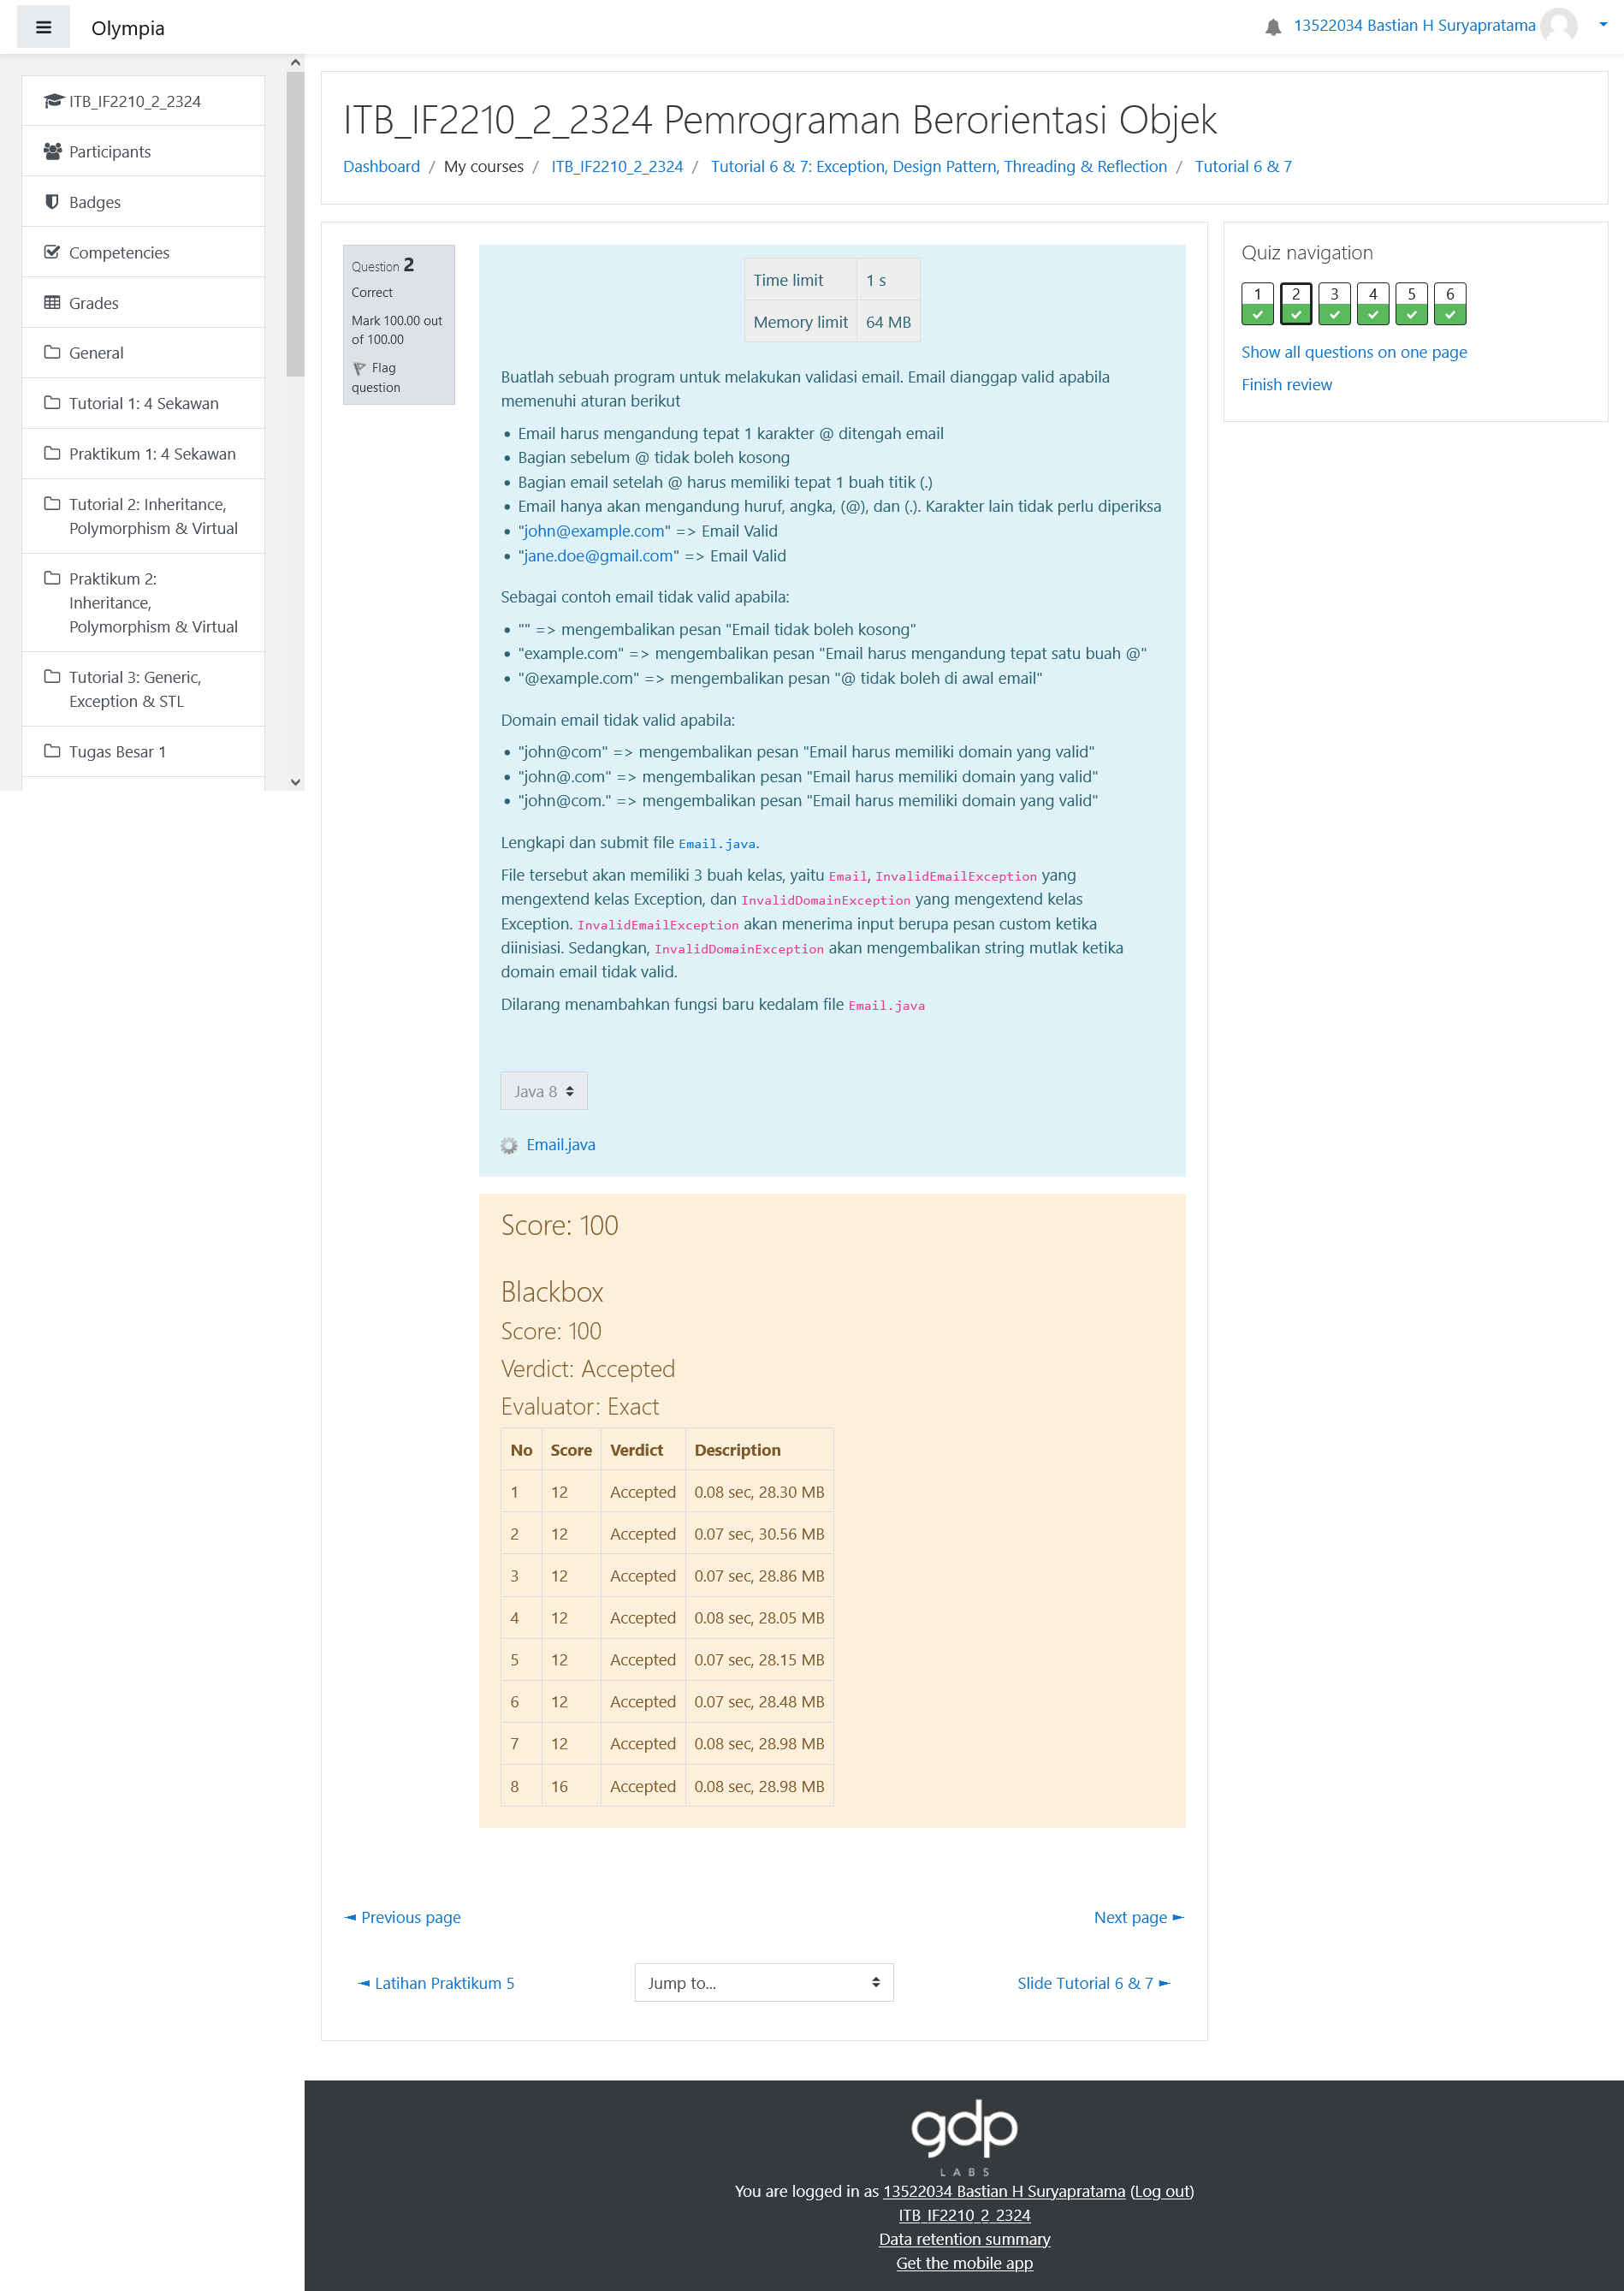 Olympia
13522034 Bastian H Suryapratama
ITB_IF2210_2_2324
Participants
Badges
Competencies
Grades
General
Tutorial 1: 4 Sekawan
Praktikum 1: 4 Sekawan
Tutorial 2: Inheritance,
Polymorphism & Virtual
Praktikum 2:
Inheritance,
Polymorphism & Virtual
Tutorial 3: Generic,
Exception & STL
Tugas Besar 1
ITB_IF2210_2_2324 Pemrograman Berorientasi Objek
Dashboard / My courses / ITB_IF2210_2_2324 / Tutorial 6 & 7: Exception, Design Pattern, Threading & Reflection / Tutorial 6 & 7
Question 2
Correct
Mark 100.00 out
of 100.00
Flag
question
Time limit 1 s
Memory limit 64 MB
Buatlah sebuah program untuk melakukan validasi email. Email dianggap valid apabila
memenuhi aturan berikut
• Email harus mengandung tepat 1 karakter @ ditengah email
• Bagian sebelum @ tidak boleh kosong
• Bagian email setelah @ harus memiliki tepat 1 buah titik (.)
• Email hanya akan mengandung huruf, angka, (@), dan (.). Karakter lain tidak perlu diperiksa
• "john@example.com" => Email Valid
• "jane.doe@gmail.com" => Email Valid
Sebagai contoh email tidak valid apabila:
• "" => mengembalikan pesan "Email tidak boleh kosong"
• "example.com" => mengembalikan pesan "Email harus mengandung tepat satu buah @"
• "@example.com" => mengembalikan pesan "@ tidak boleh di awal email"
Domain email tidak valid apabila:
• "john@com" => mengembalikan pesan "Email harus memiliki domain yang valid"
• "john@.com" => mengembalikan pesan "Email harus memiliki domain yang valid"
• "john@com." => mengembalikan pesan "Email harus memiliki domain yang valid"
Lengkapi dan submit file Email.java.
File tersebut akan memiliki 3 buah kelas, yaitu Email, InvalidEmailException yang
mengextend kelas Exception, dan InvalidDomainException yang mengextend kelas
Exception. InvalidEmailException akan menerima input berupa pesan custom ketika
diinisiasi. Sedangkan, InvalidDomainException akan mengembalikan string mutlak ketika
domain email tidak valid.
Dilarang menambahkan fungsi baru kedalam file Email.java
Java 8
Email.java
Score: 100
Blackbox
Score: 100
Verdict: Accepted
Evaluator: Exact
No Score Verdict Description
1 12 Accepted 0.08 sec, 28.30 MB
2 12 Accepted 0.07 sec, 30.56 MB
3 12 Accepted 0.07 sec, 28.86 MB
4 12 Accepted 0.08 sec, 28.05 MB
5 12 Accepted 0.07 sec, 28.15 MB
6 12 Accepted 0.07 sec, 28.48 MB
7 12 Accepted 0.08 sec, 28.98 MB
8 16 Accepted 0.08 sec, 28.98 MB
◄ Previous page
Next page ►
◄ Latihan Praktikum 5
Jump to...
Slide Tutorial 6 & 7 ►
Quiz navigation
1 2 3 4 5 6
Show all questions on one page
Finish review
gdp
LABS
You are logged in as 13522034 Bastian H Suryapratama (Log out)
ITB_IF2210_2_2324
Data retention summary
Get the mobile app